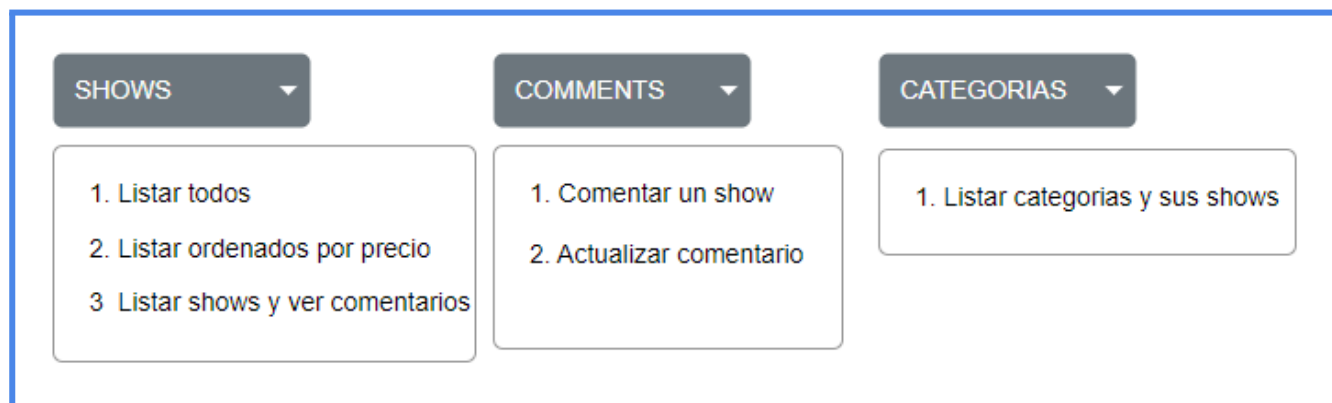 SHOWS
1. Listar todos
2. Listar ordenados por precio
3 Listar shows y ver comentarios
COMMENTS
1. Comentar un show
2. Actualizar comentario
CATEGORIAS
1. Listar categorias y sus shows